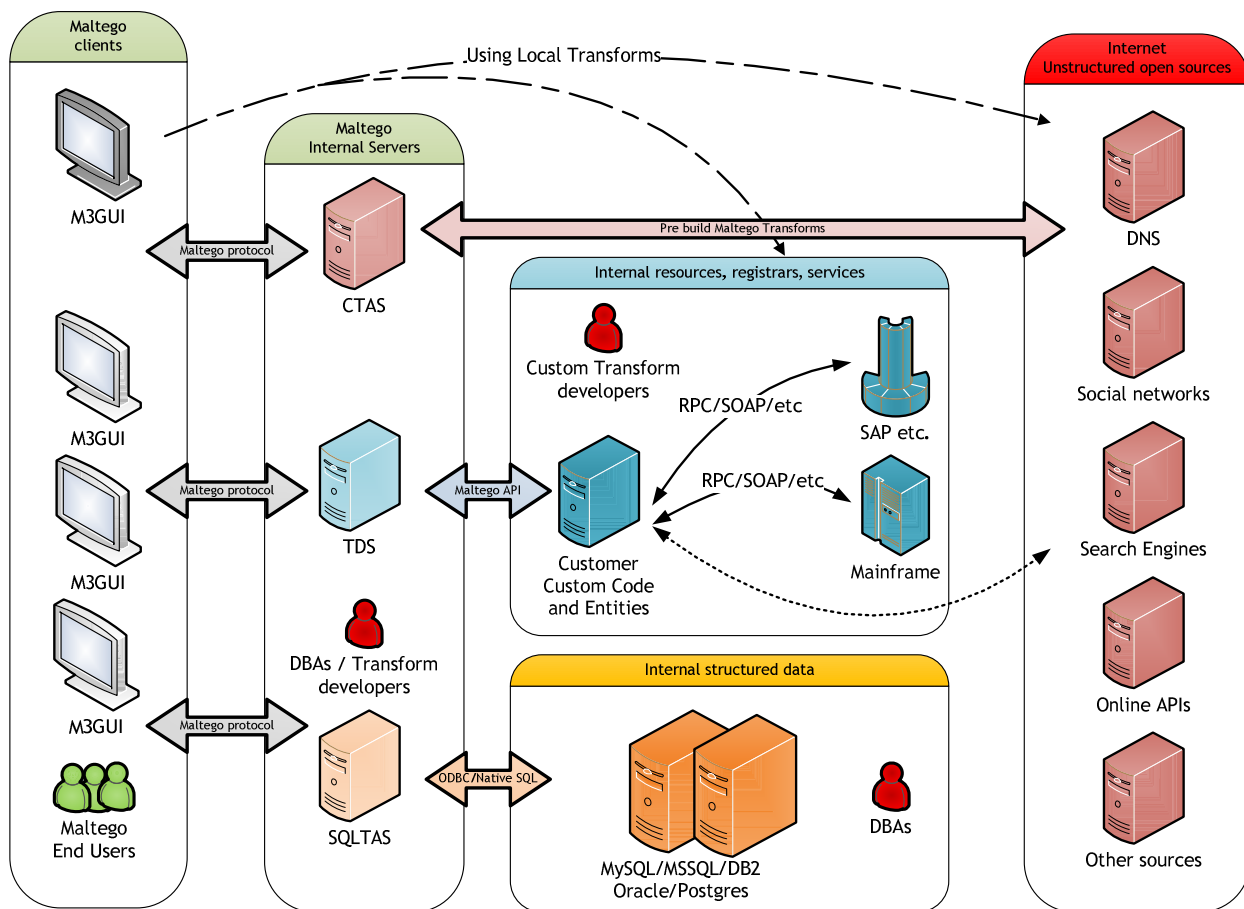 Maltego
clients
M3GUI
M3GUI
M3GUI
M3GUI
Maltego
End Users
Using Local Transforms
Maltego protocol
Maltego protocol
Maltego protocol
Maltego
Internal Servers
CTAS
TDS
DBAs / Transform
developers
SQLTAS
Pre build Maltego Transforms
Maltego API
ODBC/Native SQL
Internal resources, registrars, services
Custom Transform
developers
RPC/SOAP/etc
SAP etc.
RPC/SOAP/etc
Mainframe
Customer
Custom Code
and Entities
Internal structured data
MySQL/MSSQL/DB2
Oracle/Postgres
DBAs
Internet
Unstructured open sources
DNS
Social networks
Search Engines
Online APIs
Other sources